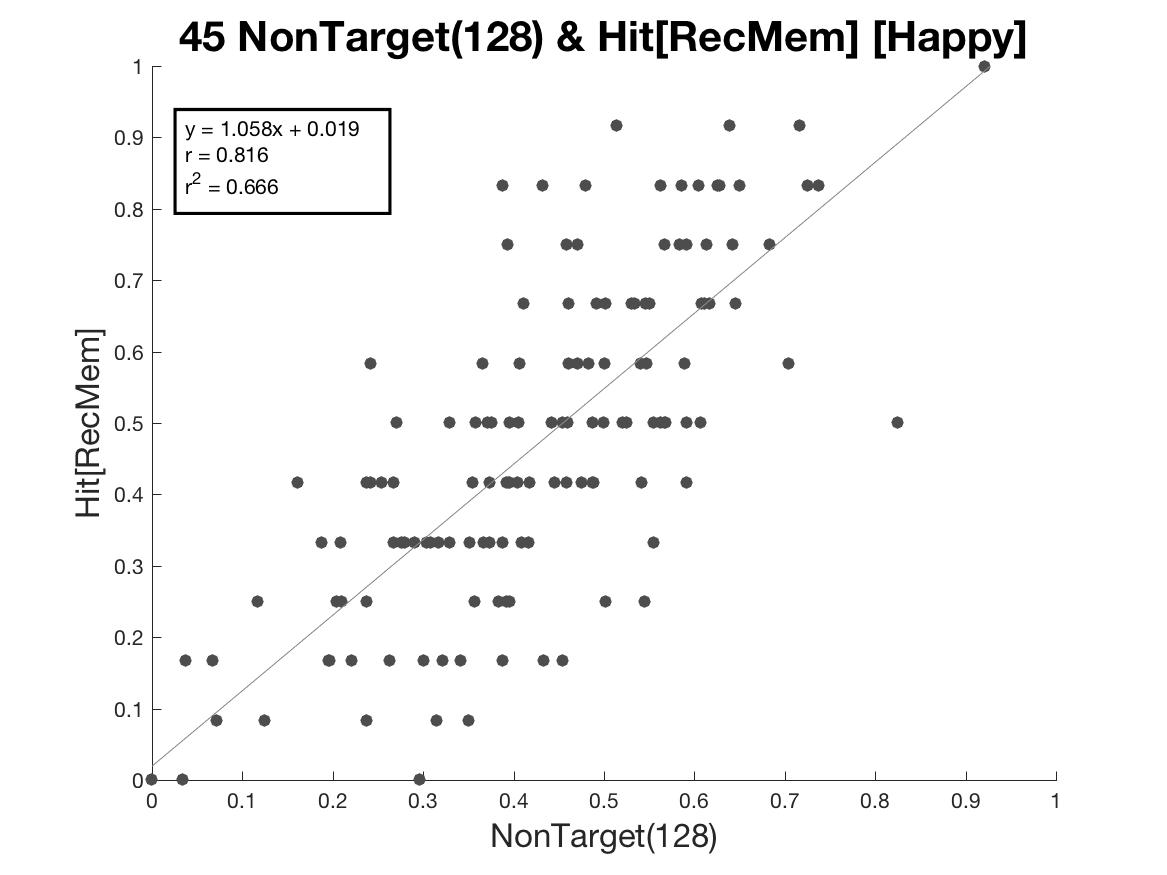 45 NonTarget(128) & Hit[RecMem] [Happy]
y = 1.058x + 0.019
r = 0.816
r² = 0.666
Hit[RecMem]
1
0.9
0.8
0.7
0.6
0.5
0.4
0.3
0.2
0.1
0
0 0.1 0.2 0.3 0.4 0.5 0.6 0.7 0.8 0.9 1
NonTarget(128)